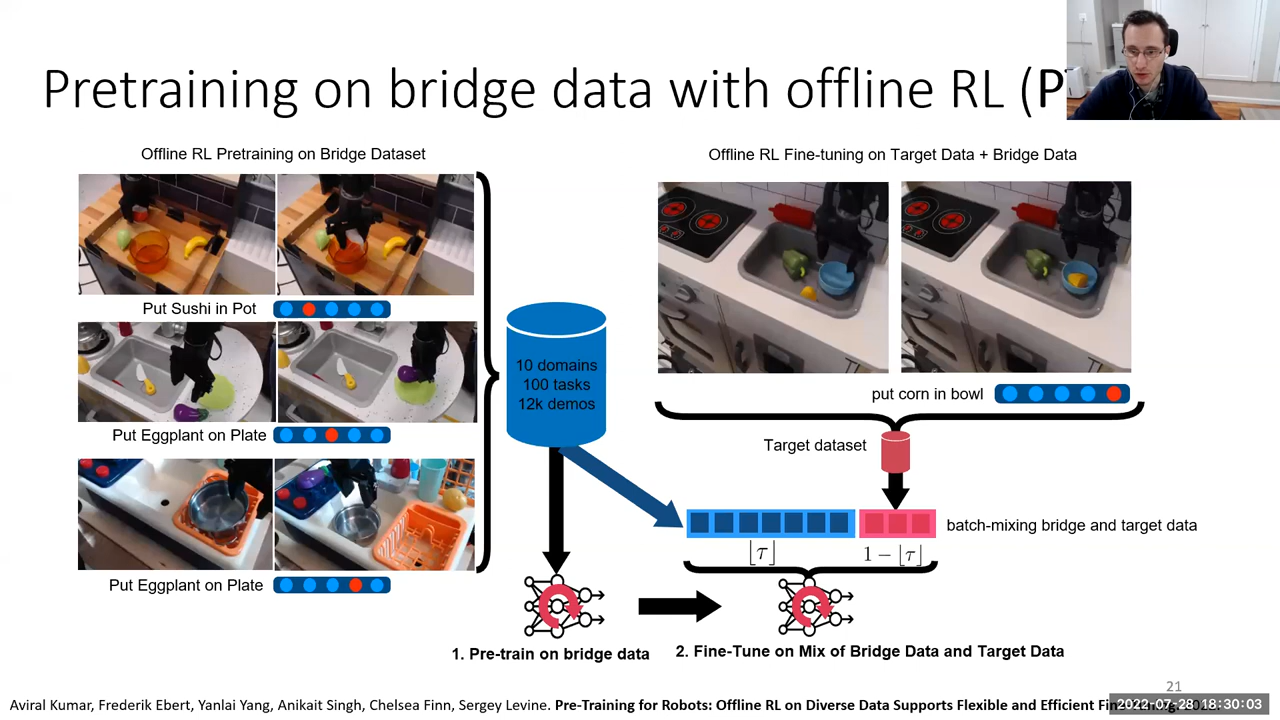 Pretraining on bridge data with offline RL (P
Offline RL Pretraining on Bridge Dataset
Offline RL Fine-tuning on Target Data + Bridge Data
Put Sushi in Pot
10 domains
100 tasks
12k demos
put corn in bowl
Put Eggplant on Plate
Target dataset
batch-mixing bridge and target data
⌊τ⌋
1 − ⌊τ⌋
Put Eggplant on Plate
1. Pre-train on bridge data
2. Fine-Tune on Mix of Bridge Data and Target Data
21
Aviral Kumar, Frederik Ebert, Yanlai Yang, Anikait Singh, Chelsea Finn, Sergey Levine. Pre-Training for Robots: Offline RL on Diverse Data Supports Flexible and Efficient
2022-07-28 18:30:03